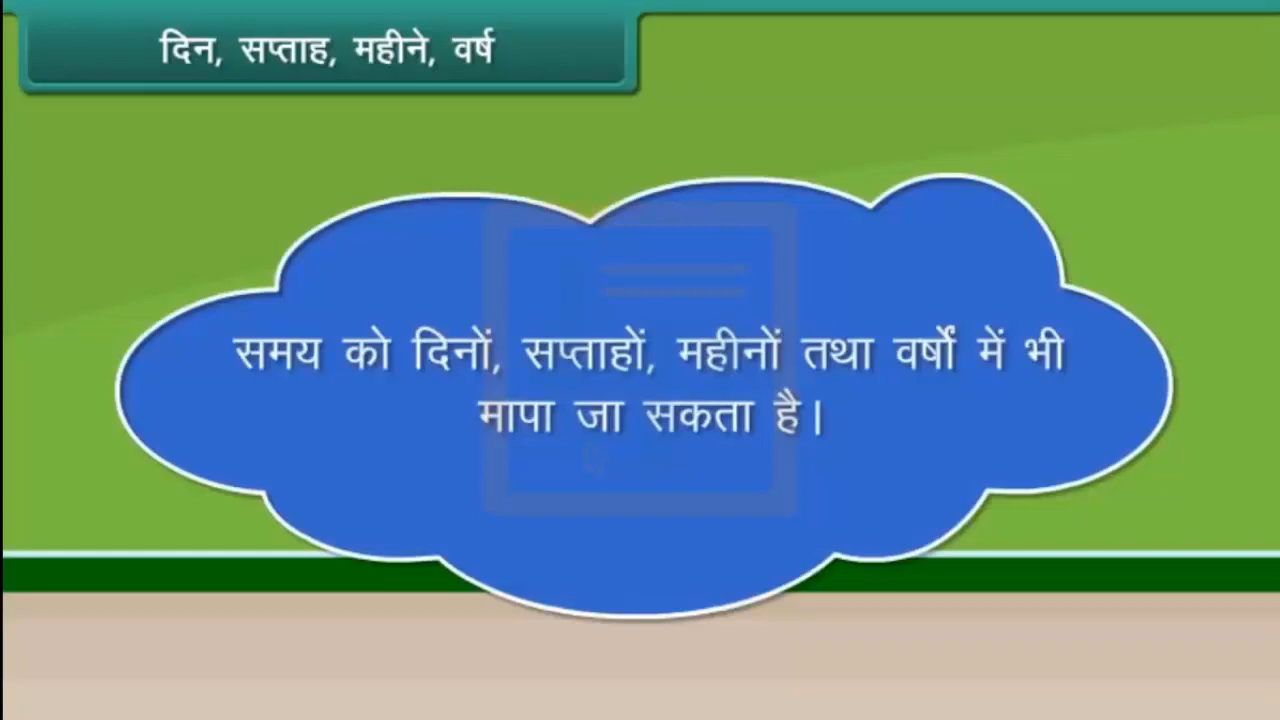 दिन, सप्ताह, महीने, वर्ष
समय को दिनों, सप्ताहों, महीनों तथा वर्षों में भी
मापा जा सकता है।